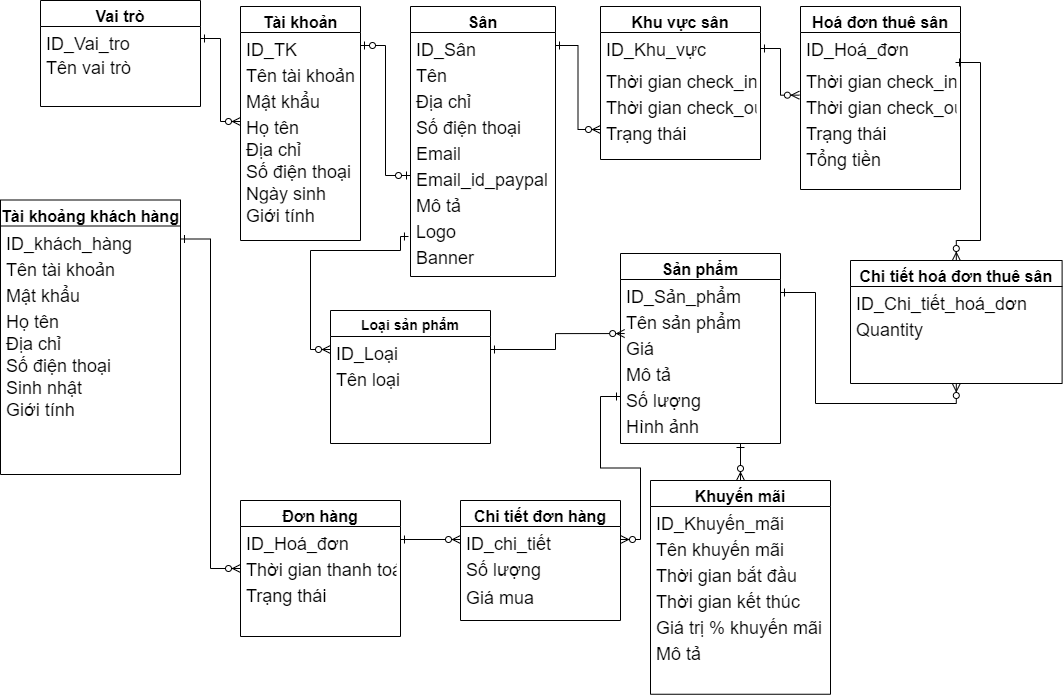 Vai trò
ID_Vai_tro
Tên vai trò
Tài khoản
ID_TK
Tên tài khoản
Mật khẩu
Họ tên
Địa chỉ
Số điện thoại
Ngày sinh
Giới tính
Sân
ID_Sân
Tên
Địa chỉ
Số điện thoại
Email
Email_id_paypal
Mô tả
Logo
Banner
Khu vực sân
ID_Khu_vực
Thời gian check_in
Thời gian check_ou
Trạng thái
Hoá đơn thuê sân
ID_Hoá_đơn
Thời gian check_in
Thời gian check_ou
Trạng thái
Tổng tiền
Tài khoảng khách hàng
ID_khách_hàng
Tên tài khoản
Mật khẩu
Họ tên
Địa chỉ
Số điện thoại
Sinh nhật
Giới tính
Loại sản phẩm
ID_Loại
Tên loại
Sản phẩm
ID_Sản_phẩm
Tên sản phẩm
Giá
Mô tả
Số lượng
Hình ảnh
Chi tiết hoá đơn thuê sân
ID_Chi_tiết_hoá_dơn
Quantity
Đơn hàng
ID_Hoá_đơn
Thời gian thanh toá
Trạng thái
Chi tiết đơn hàng
ID_chi_tiết
Số lượng
Giá mua
Khuyến mãi
ID_Khuyến_mãi
Tên khuyến mãi
Thời gian bắt đầu
Thời gian kết thúc
Giá trị % khuyến mãi
Mô tả